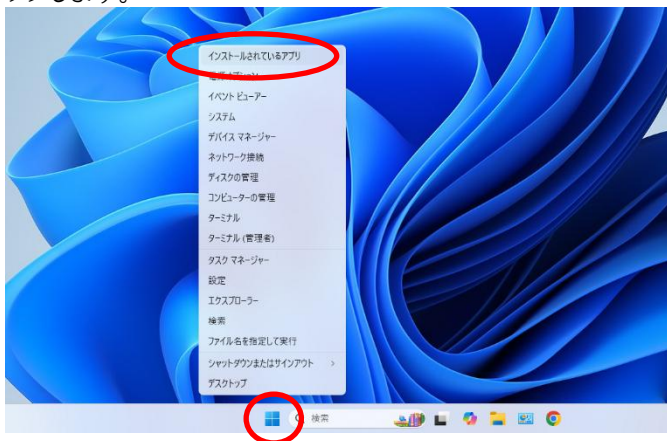 クします。
インストールされているアプリ
電源オプション
イベント ビューアー
システム
デバイス マネージャー
ネットワーク接続
ディスクの管理
コンピューターの管理
ターミナル
ターミナル (管理者)
タスク マネージャー
設定
エクスプローラー
検索
ファイル名を指定して実行
シャットダウンまたはサインアウト
デスクトップ
検索